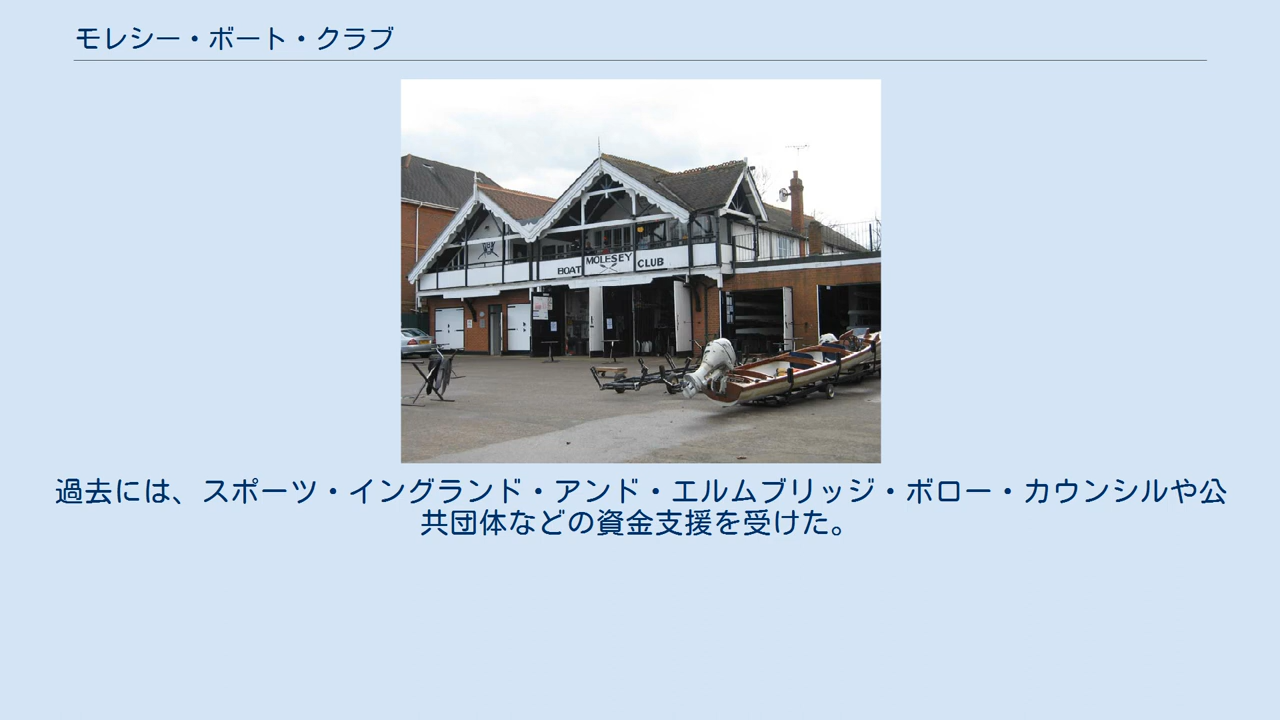 モレシー・ボート・クラブ
BOAT MOLESEY CLUB
過去には、スポーツ・イングランド・アンド・エルムブリッジ・ボロー・カウンシルや公
共団体などの資金支援を受けた。